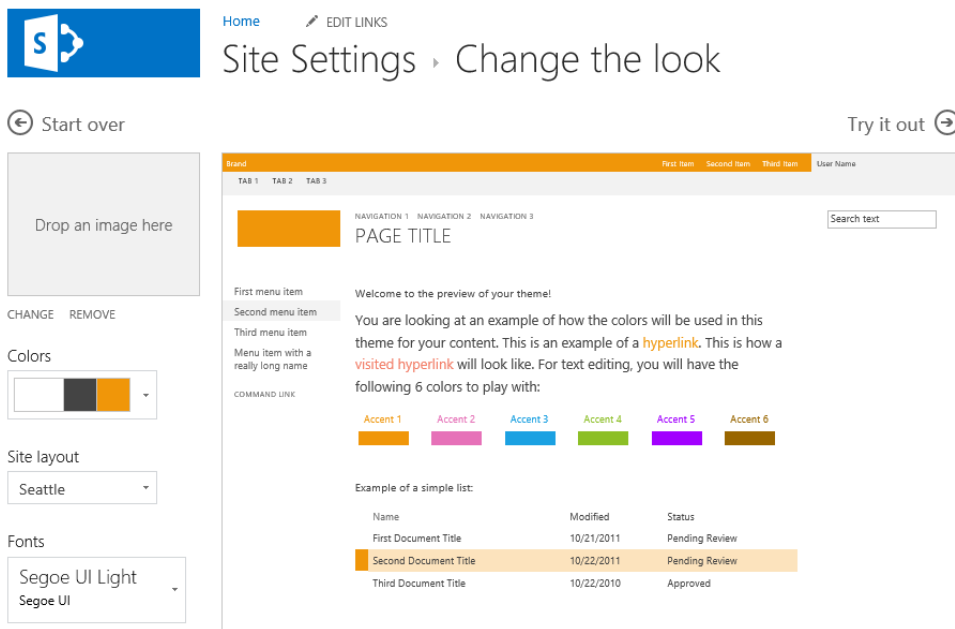 S
Home
EDIT LINKS
Site Settings ▸ Change the look
Start over
Try it out
Drop an image here
CHANGE REMOVE
Colors
Site layout
Seattle
Fonts
Segoe UI Light
Segoe UI
Brand
First Item Second Item Third Item
User Name
TAB 1 TAB 2 TAB 3
NAVIGATION 1 NAVIGATION 2 NAVIGATION 3
PAGE TITLE
Search text
First menu item
Second menu item
Third menu item
Menu item with a
really long name
COMMAND LINK
Welcome to the preview of your theme!
You are looking at an example of how the colors will be used in this
theme for your content. This is an example of a hyperlink. This is how a
visited hyperlink will look like. For text editing, you will have the
following 6 colors to play with:
Accent 1 Accent 2 Accent 3 Accent 4 Accent 5 Accent 6
Example of a simple list:
Name Modified Status
First Document Title 10/21/2011 Pending Review
Second Document Title 10/22/2011 Pending Review
Third Document Title 10/22/2010 Approved